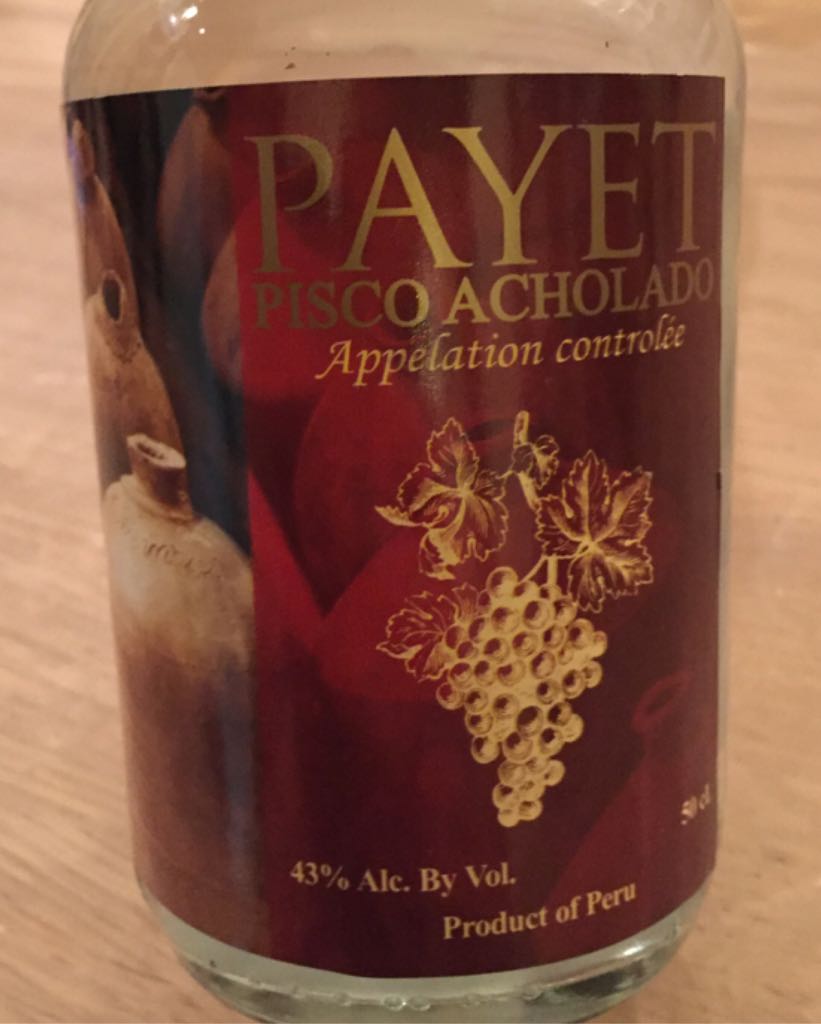 PAYET
PISCO ACHOLADO
Appelation controlée
50 cl.
43% Alc. By Vol.
Product of Peru